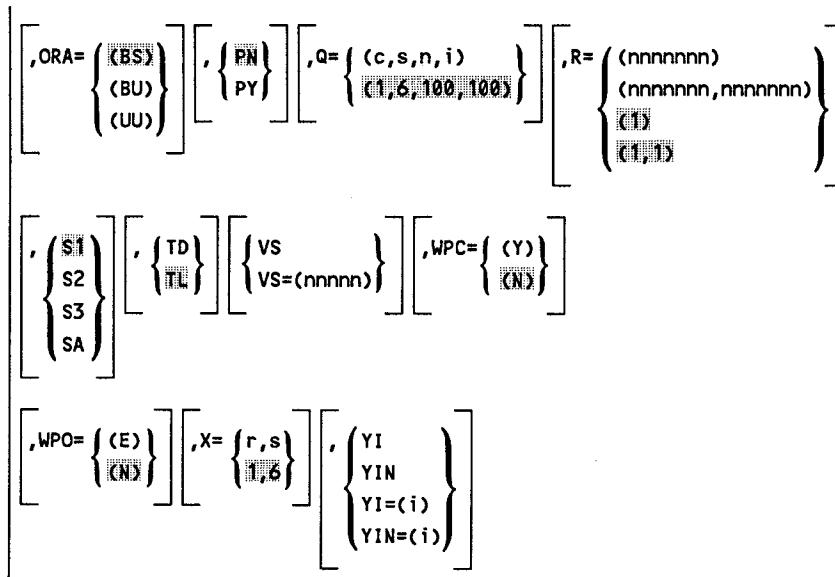 ,ORA= (BS) , PN ,Q= (c,s,n,i) ,R= (nnnnnnn)
(BU) PY (1,6,100,100) (nnnnnnn,nnnnnnn)
(UU) (1)
(1,1)
, S1 , TD VS ,WPC= (Y)
S2 TL VS=(nnnnn) (N)
S3
SA
,WPO= (E) ,X= r,s , YI
(N) 1,6 YIN
YI=(i)
YIN=(i)